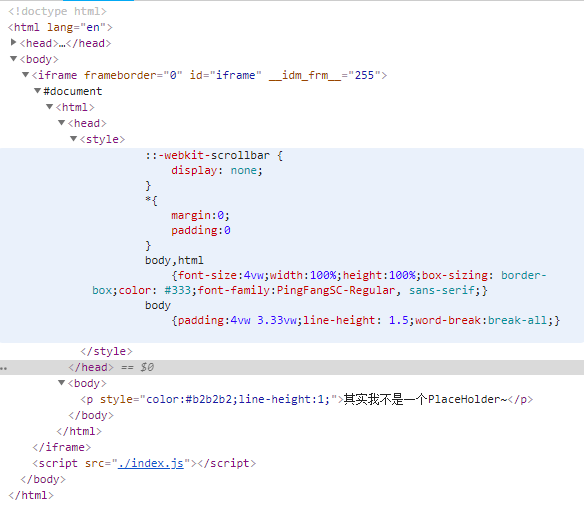 <!doctype html>
<html lang="en">
<head>…</head>
<body>
<iframe frameborder="0" id="iframe" __idm_frm__="255">
#document
<html>
<head>
<style>
::-webkit-scrollbar {
display: none;
}
*{
margin:0;
padding:0
}
body,html
{font-size:4vw;width:100%;height:100%;box-sizing: border-
box;color: #333;font-family:PingFangSC-Regular, sans-serif;}
body
{padding:4vw 3.33vw;line-height: 1.5;word-break:break-all;}
</style>
</head> == $0
<body>
<p style="color:#b2b2b2;line-height:1;">其实我不是一个PlaceHolder~</p>
</body>
</html>
</iframe>
<script src="./index.js"></script>
</body>
</html>